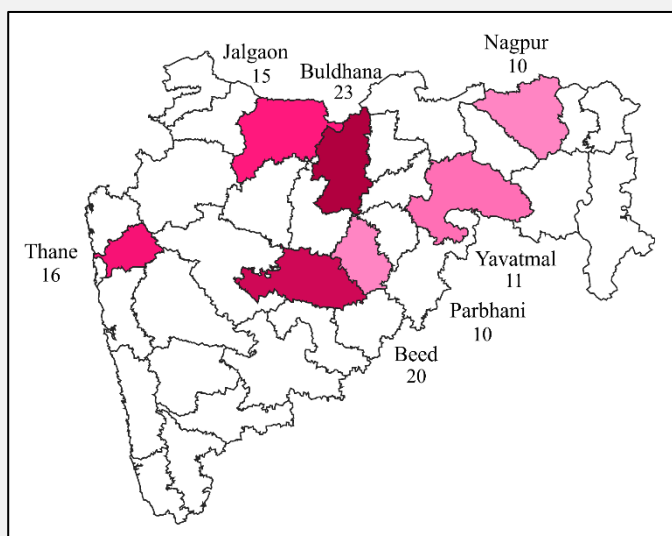 Nagpur
10
Jalgaon
15
Buldhana
23
Thane
16
Yavatmal
11
Parbhani
10
Beed
20